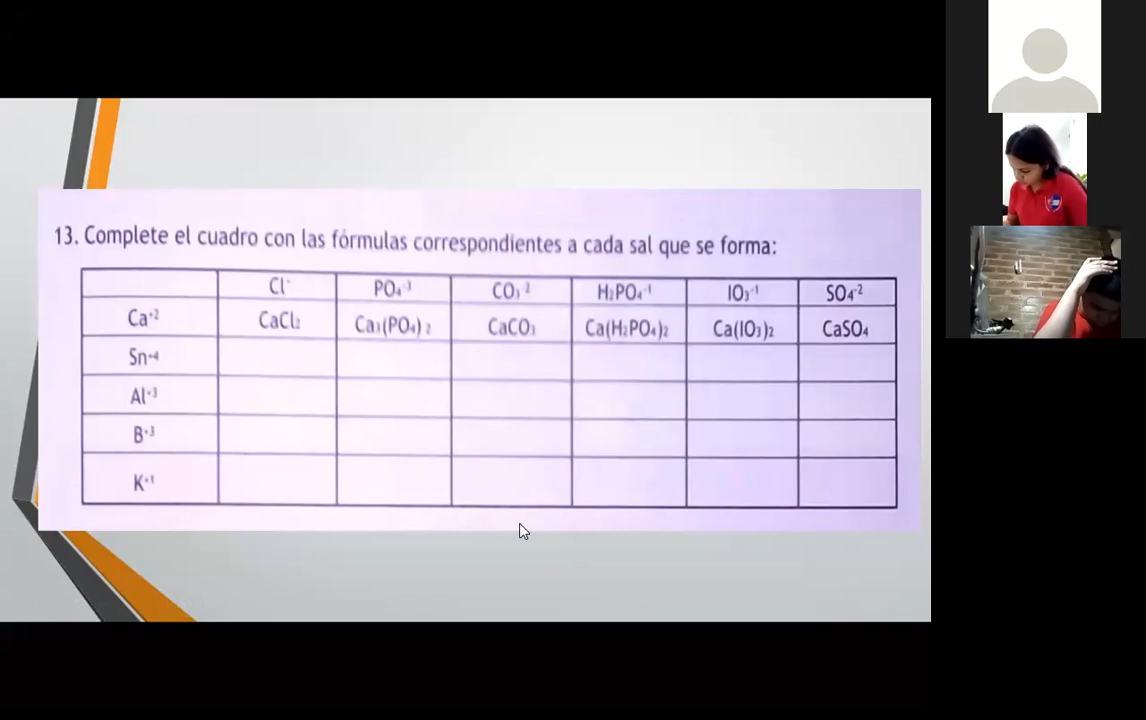 13. Complete el cuadro con las fórmulas correspondientes a cada sal que se forma:
Cl⁻ PO₄⁻³ CO₃⁻² H₂PO₄⁻¹ IO₃⁻¹ SO₄⁻²
Ca⁺² CaCl₂ Ca₃(PO₄)₂ CaCO₃ Ca(H₂PO₄)₂ Ca(IO₃)₂ CaSO₄
Sn⁺⁴
Al⁺³
B⁺³
K⁺¹